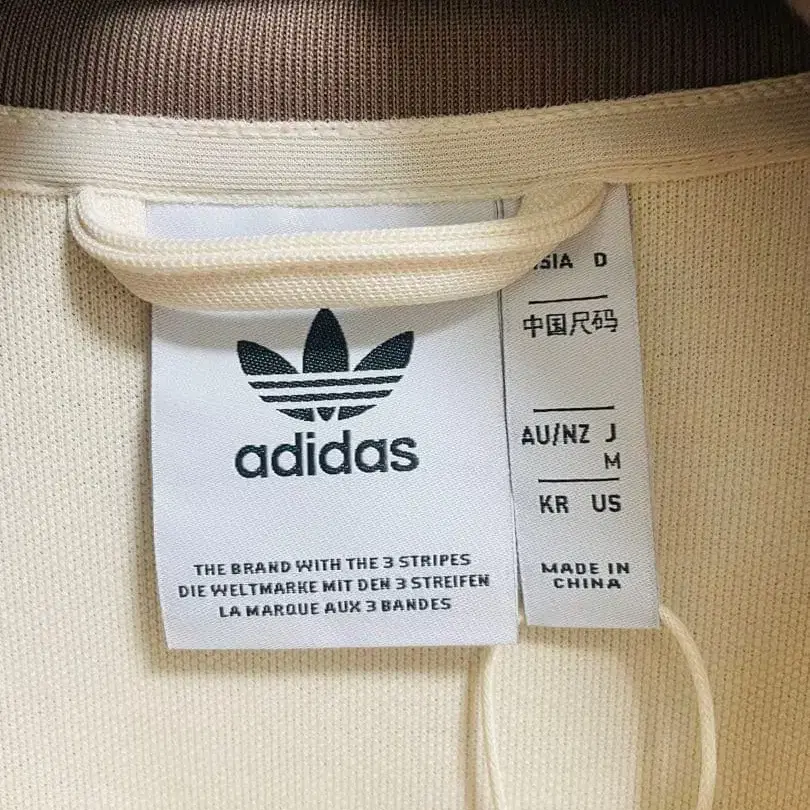 adidas
THE BRAND WITH THE 3 STRIPES
DIE WELTMARKE MIT DEN 3 STREIFEN
LA MARQUE AUX 3 BANDES
D
中国尺码
AU/NZ J
M
KR US
MADE IN
CHINA